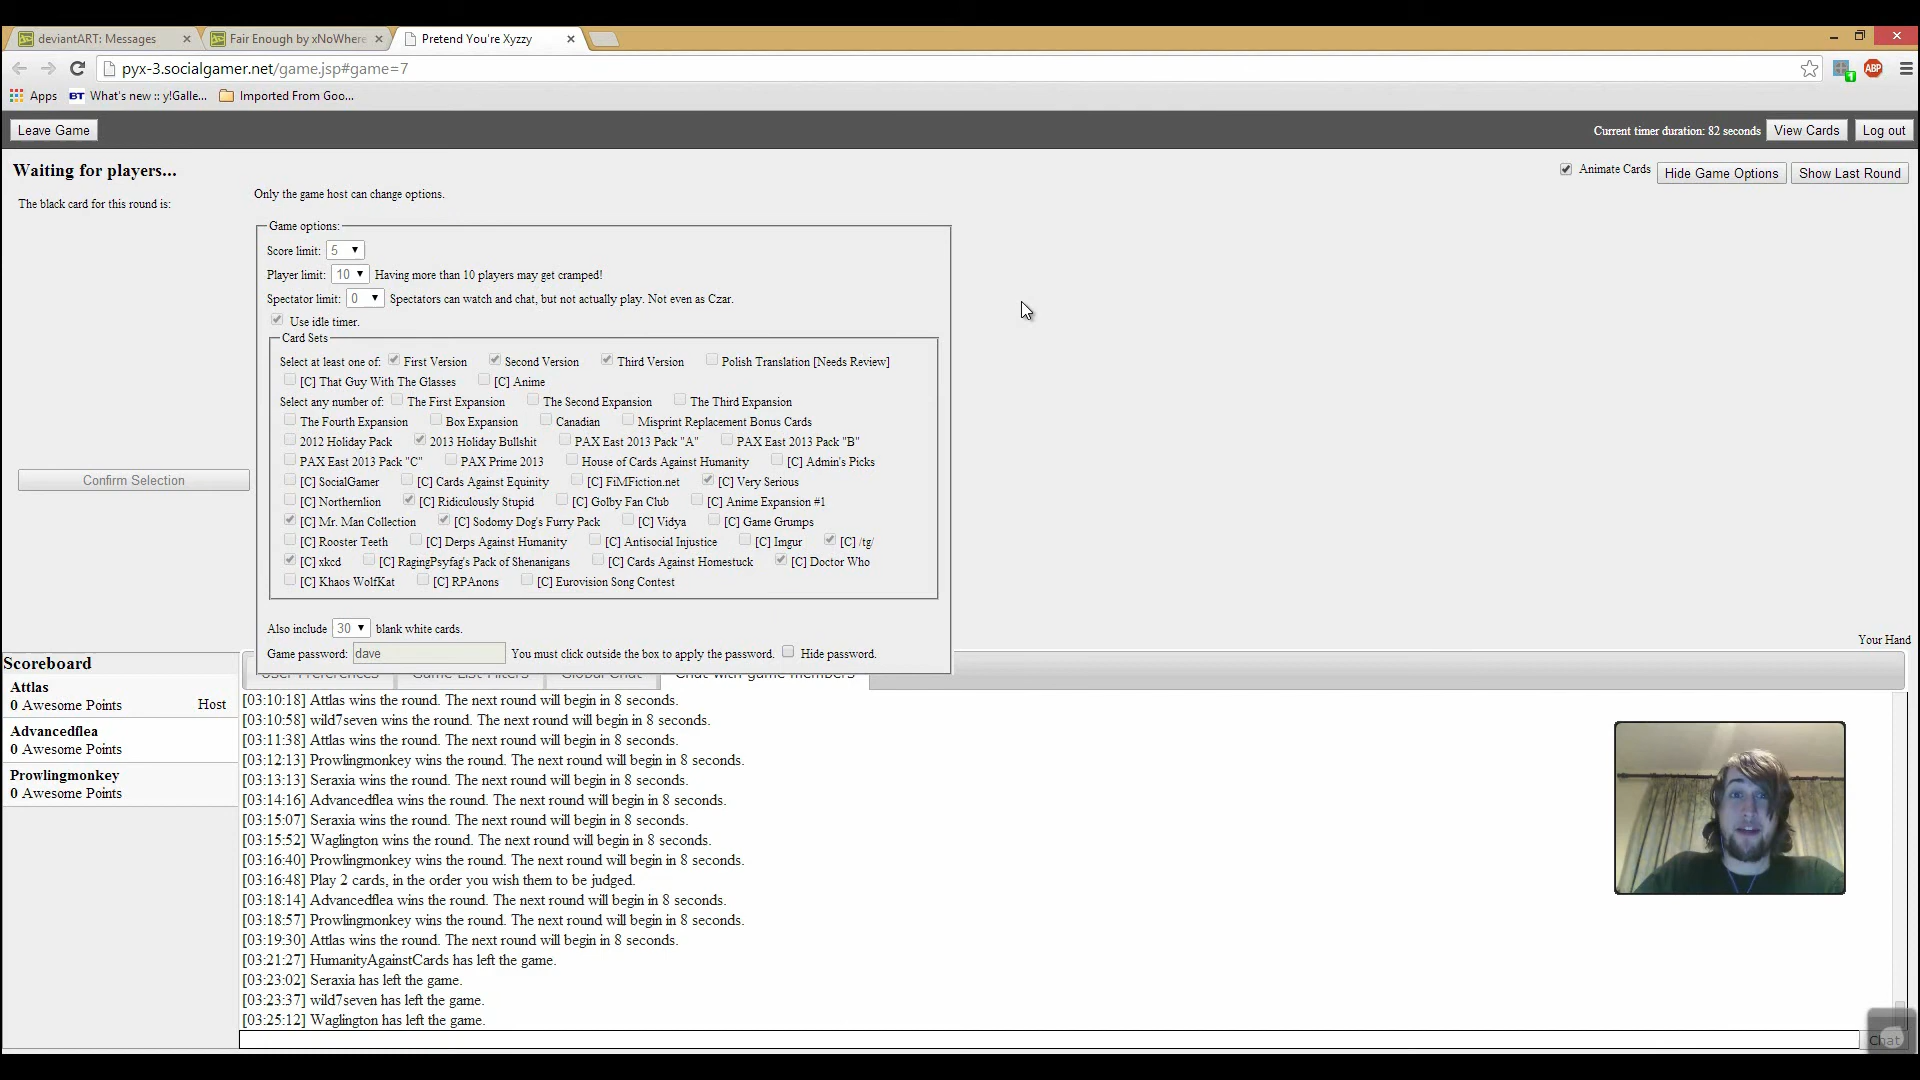 deviantART: Messages
Fair Enough by xNoWhere
Pretend You're Xyzzy
pyx-3.socialgamer.net/game.jsp#game=7
ABP
1
Apps
BT What's new :: y!Galle...
Imported From Goo...
Leave Game
Current timer duration: 82 seconds
View Cards
Log out
Waiting for players...
Animate Cards
Hide Game Options
Show Last Round
The black card for this round is:
Only the game host can change options.
Game options:
Score limit: 5
Player limit: 10 Having more than 10 players may get cramped!
Spectator limit: 0 Spectators can watch and chat, but not actually play. Not even as Czar.
Use idle timer.
Card Sets
Select at least one of: First Version Second Version Third Version Polish Translation [Needs Review]
[C] That Guy With The Glasses [C] Anime
Select any number of: The First Expansion The Second Expansion The Third Expansion
The Fourth Expansion Box Expansion Canadian Misprint Replacement Bonus Cards
2012 Holiday Pack 2013 Holiday Bullshit PAX East 2013 Pack "A" PAX East 2013 Pack "B"
PAX East 2013 Pack "C" PAX Prime 2013 House of Cards Against Humanity [C] Admin's Picks
[C] SocialGamer [C] Cards Against Equinity [C] FiMFiction.net [C] Very Serious
[C] Northernlion [C] Ridiculously Stupid [C] Golby Fan Club [C] Anime Expansion #1
[C] Mr. Man Collection [C] Sodomy Dog's Furry Pack [C] Vidya [C] Game Grumps
[C] Rooster Teeth [C] Derps Against Humanity [C] Antisocial Injustice [C] Imgur [C] /tg/
[C] xkcd [C] RagingPsyfag's Pack of Shenanigans [C] Cards Against Homestuck [C] Doctor Who
[C] Khaos WolfKat [C] RPAnons [C] Eurovision Song Contest
Confirm Selection
Also include 30 blank white cards.
Game password: dave You must click outside the box to apply the password. Hide password.
Your Hand
User Preferences
Game List Filters
Global Chat
Chat with game members
Scoreboard
Attlas
0 Awesome Points Host
Advancedflea
0 Awesome Points
Prowlingmonkey
0 Awesome Points
[03:10:18] Attlas wins the round. The next round will begin in 8 seconds.
[03:10:58] wild7seven wins the round. The next round will begin in 8 seconds.
[03:11:38] Attlas wins the round. The next round will begin in 8 seconds.
[03:12:13] Prowlingmonkey wins the round. The next round will begin in 8 seconds.
[03:13:13] Seraxia wins the round. The next round will begin in 8 seconds.
[03:14:16] Advancedflea wins the round. The next round will begin in 8 seconds.
[03:15:07] Seraxia wins the round. The next round will begin in 8 seconds.
[03:15:52] Waglington wins the round. The next round will begin in 8 seconds.
[03:16:40] Prowlingmonkey wins the round. The next round will begin in 8 seconds.
[03:16:48] Play 2 cards, in the order you wish them to be judged.
[03:18:14] Advancedflea wins the round. The next round will begin in 8 seconds.
[03:18:57] Prowlingmonkey wins the round. The next round will begin in 8 seconds.
[03:19:30] Attlas wins the round. The next round will begin in 8 seconds.
[03:21:27] HumanityAgainstCards has left the game.
[03:23:02] Seraxia has left the game.
[03:23:37] wild7seven has left the game.
[03:25:12] Waglington has left the game.
Chat